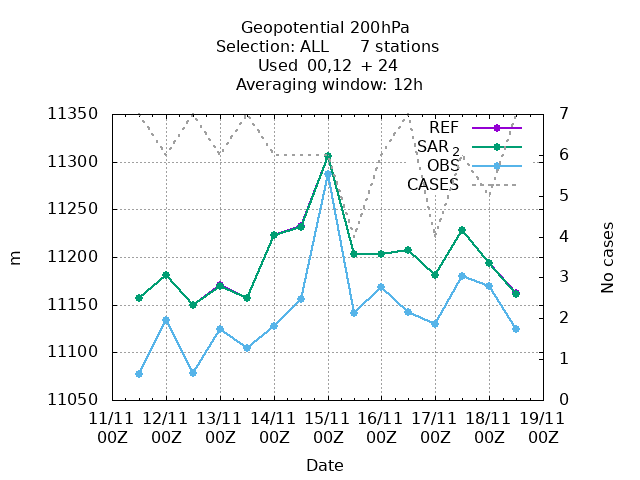 Geopotential 200hPa
Selection: ALL 7 stations
Used 00,12 + 24
Averaging window: 12h
11350
11300
11250
11200
11150
11100
11050
m
7
6
5
4
3
2
1
0
No cases
REF
SAR 2
OBS
CASES
11/11 12/11 13/11 14/11 15/11 16/11 17/11 18/11 19/11
00Z 00Z 00Z 00Z 00Z 00Z 00Z 00Z 00Z
Date